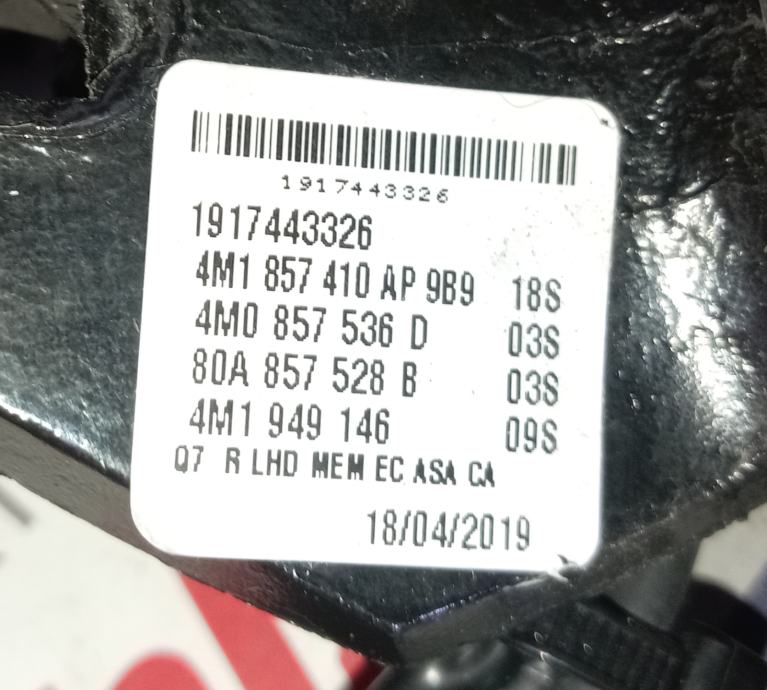 1917443326
1917443326
4M1 857 410 AP 9B9 18S
4M0 857 536 D 03S
80A 857 528 B 03S
4M1 949 146 09S
Q7 R LHD MEM EC ASA CA
18/04/2019